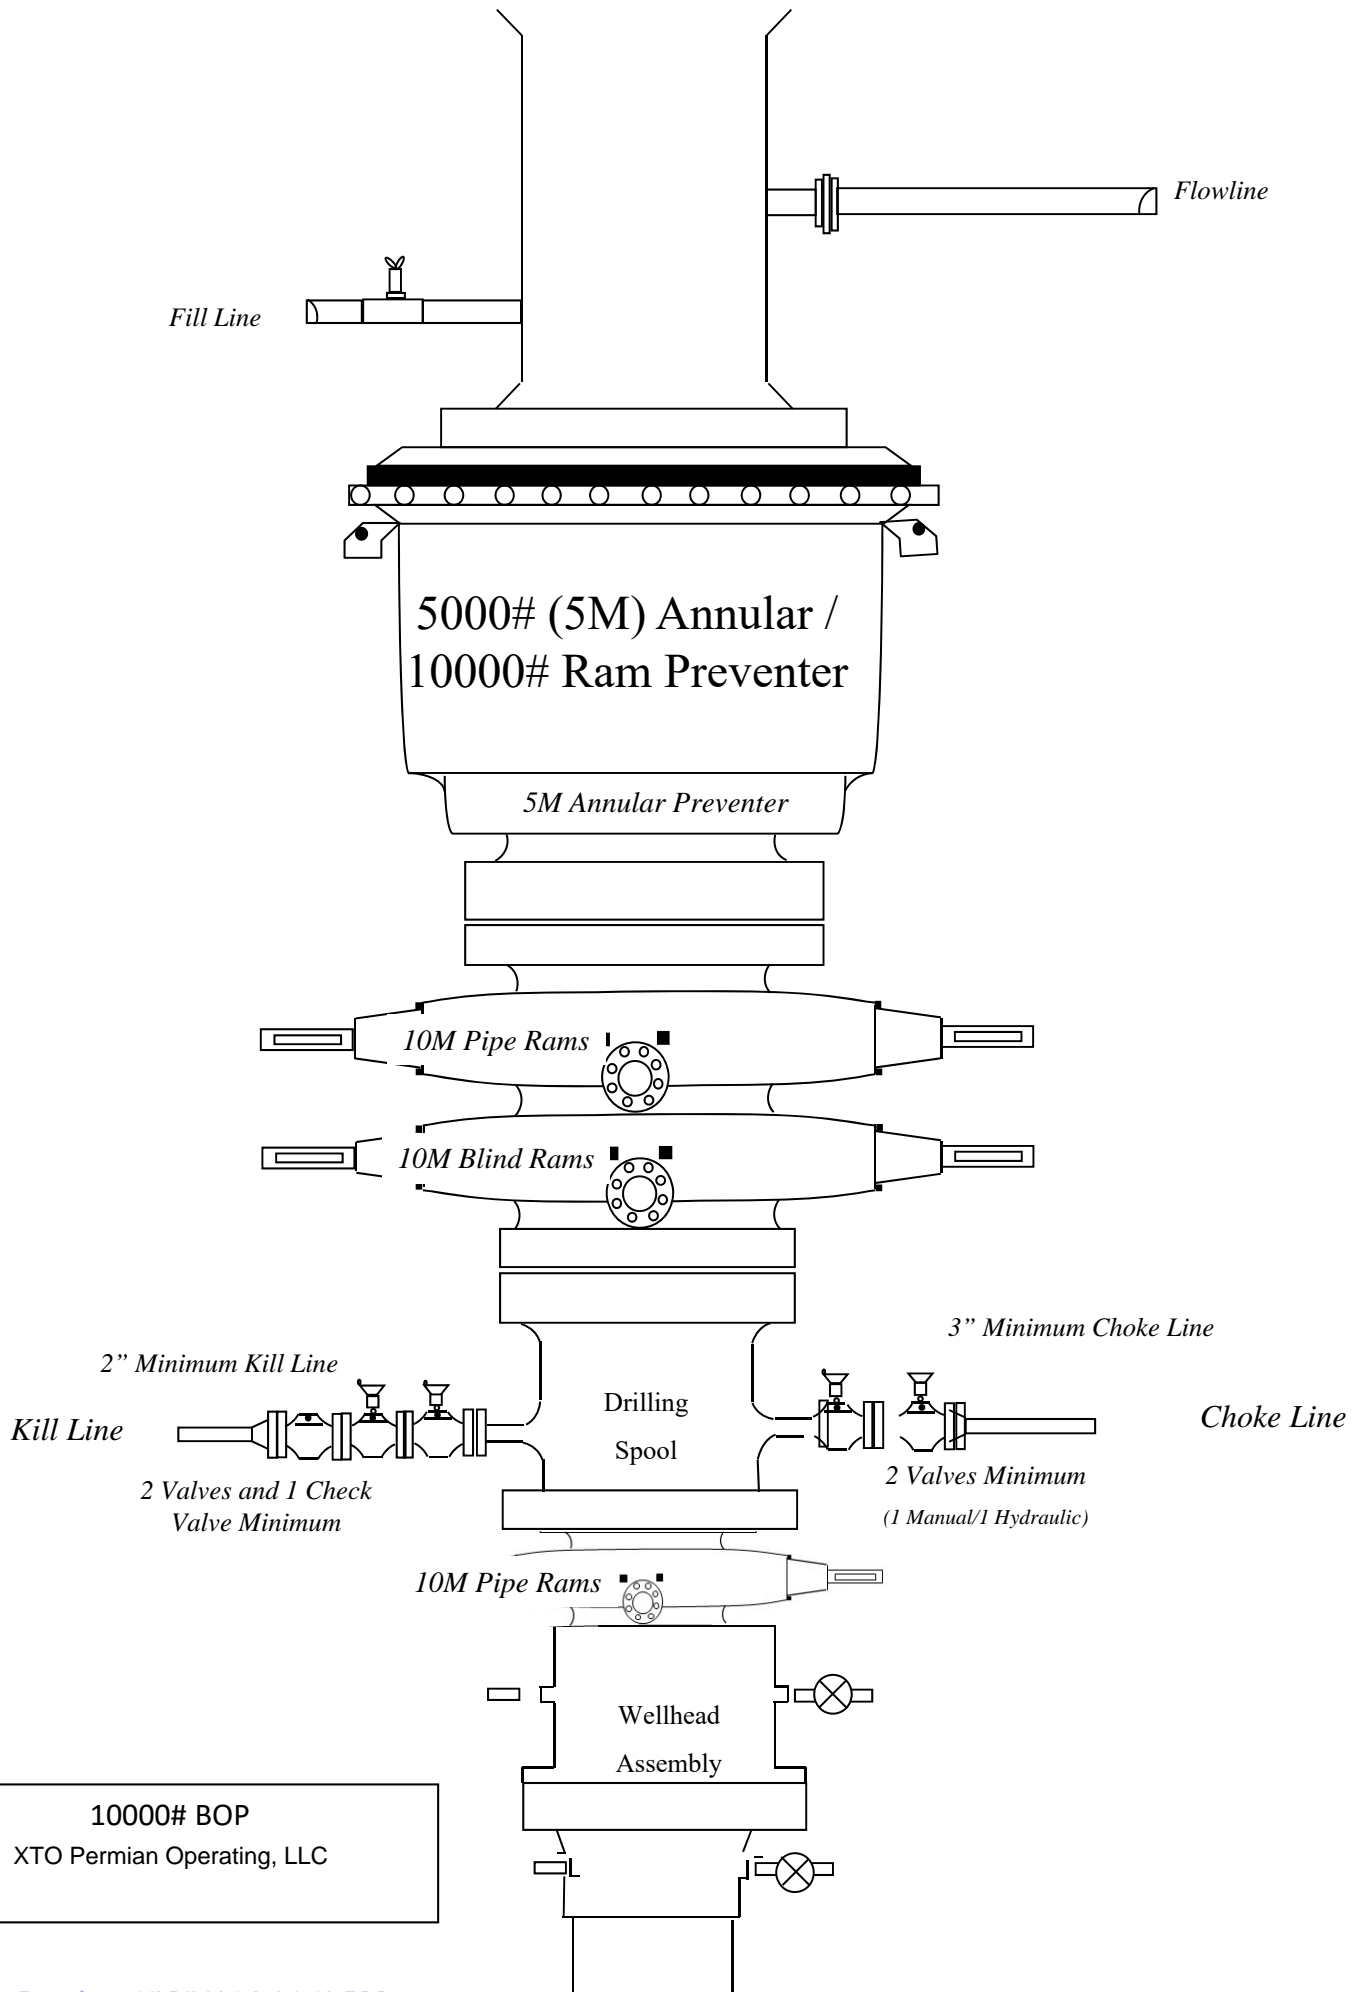 Flowline
Fill Line
5000# (5M) Annular /
10000# Ram Preventer
5M Annular Preventer
10M Pipe Rams
10M Blind Rams
3” Minimum Choke Line
2” Minimum Kill Line
Drilling
Spool
Kill Line
Choke Line
2 Valves and 1 Check
Valve Minimum
2 Valves Minimum
(1 Manual/1 Hydraulic)
10M Pipe Rams
Wellhead
Assembly
10000# BOP
XTO Permian Operating, LLC